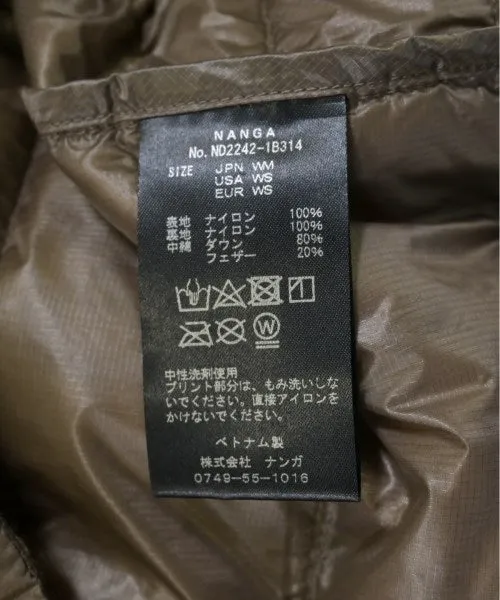 NANGA
No. ND2242-1B314
SIZE JPN WM
USA WS
EUR WS
表地 ナイロン 100%
裏地 ナイロン 100%
中綿 ダウン 80%
フェザー 20%
W
中性洗剤使用
プリント部分は、もみ洗いしな
いでください。直接アイロンを
かけないでください。
ベトナム製
株式会社 ナンガ
0749-55-1016